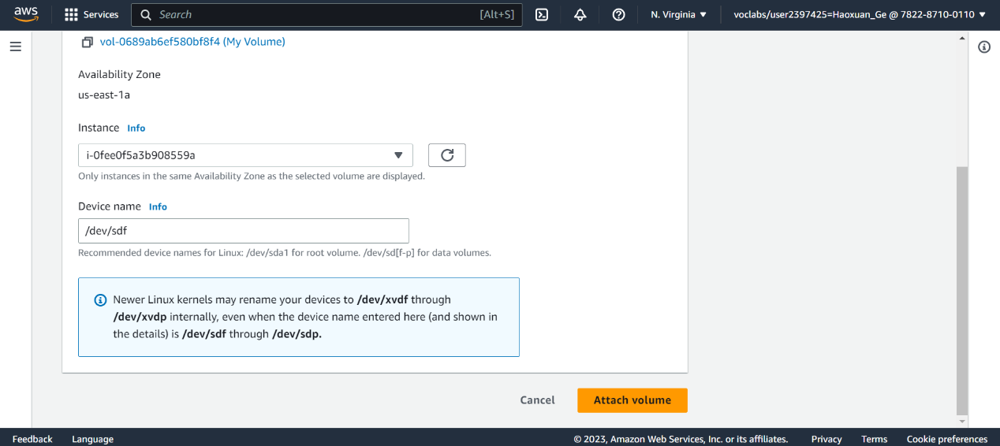 aws
Services
Search
[Alt+S]
N. Virginia
voclabs/user2397425=Haoxuan_Ge @ 7822-8710-0110
vol-0689ab6ef580bf8f4 (My Volume)
Availability Zone
us-east-1a
Instance Info
i-0fee0f5a3b908559a
Only instances in the same Availability Zone as the selected volume are displayed.
Device name Info
/dev/sdf
Recommended device names for Linux: /dev/sda1 for root volume. /dev/sd[f-p] for data volumes.
Newer Linux kernels may rename your devices to /dev/xvdf through
/dev/xvdp internally, even when the device name entered here (and shown in
the details) is /dev/sdf through /dev/sdp.
Cancel
Attach volume
Feedback
Language
© 2023, Amazon Web Services, Inc. or its affiliates.
Privacy
Terms
Cookie preferences